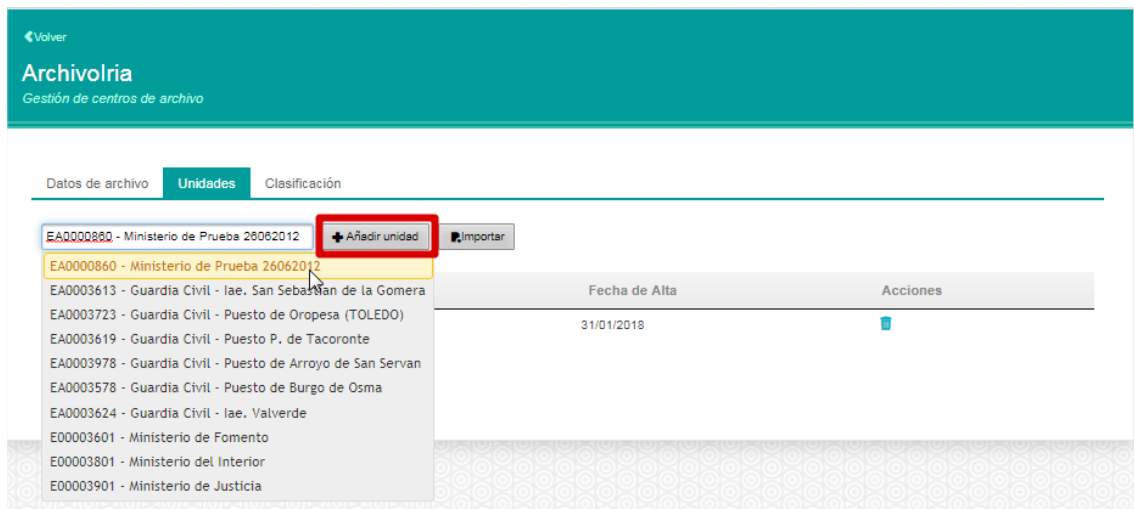 Volver
ArchivoIria
Gestión de centros de archivo
Datos de archivo Unidades Clasificación
EA0000860 - Ministerio de Prueba 26062012 Añadir unidad Importar
EA0000860 - Ministerio de Prueba 26062012
EA0003613 - Guardia Civil - Iae. San Sebastian de la Gomera Fecha de Alta Acciones
EA0003723 - Guardia Civil - Puesto de Oropesa (TOLEDO) 31/01/2018
EA0003619 - Guardia Civil - Puesto P. de Tacoronte
EA0003978 - Guardia Civil - Puesto de Arroyo de San Servan
EA0003578 - Guardia Civil - Puesto de Burgo de Osma
EA0003624 - Guardia Civil - Iae. Valverde
E00003601 - Ministerio de Fomento
E00003801 - Ministerio del Interior
E00003901 - Ministerio de Justicia